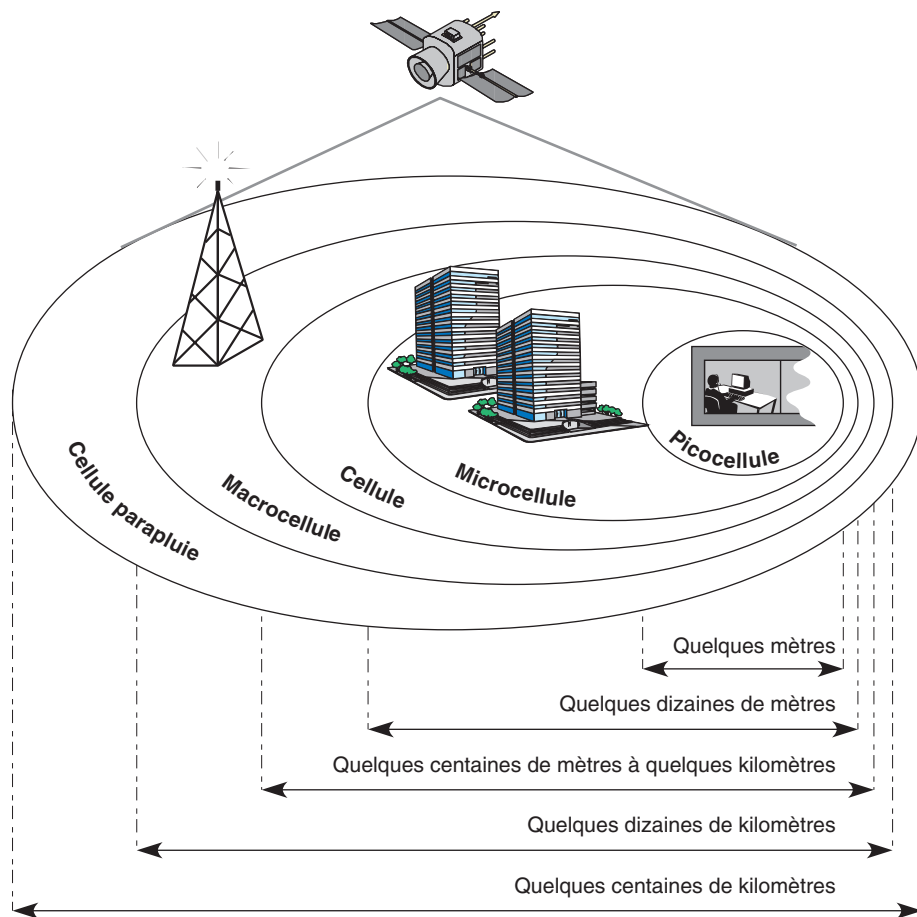 Cellule parapluie
Macrocellule
Cellule
Microcellule
Picocellule
Quelques mètres
Quelques dizaines de mètres
Quelques centaines de mètres à quelques kilomètres
Quelques dizaines de kilomètres
Quelques centaines de kilomètres